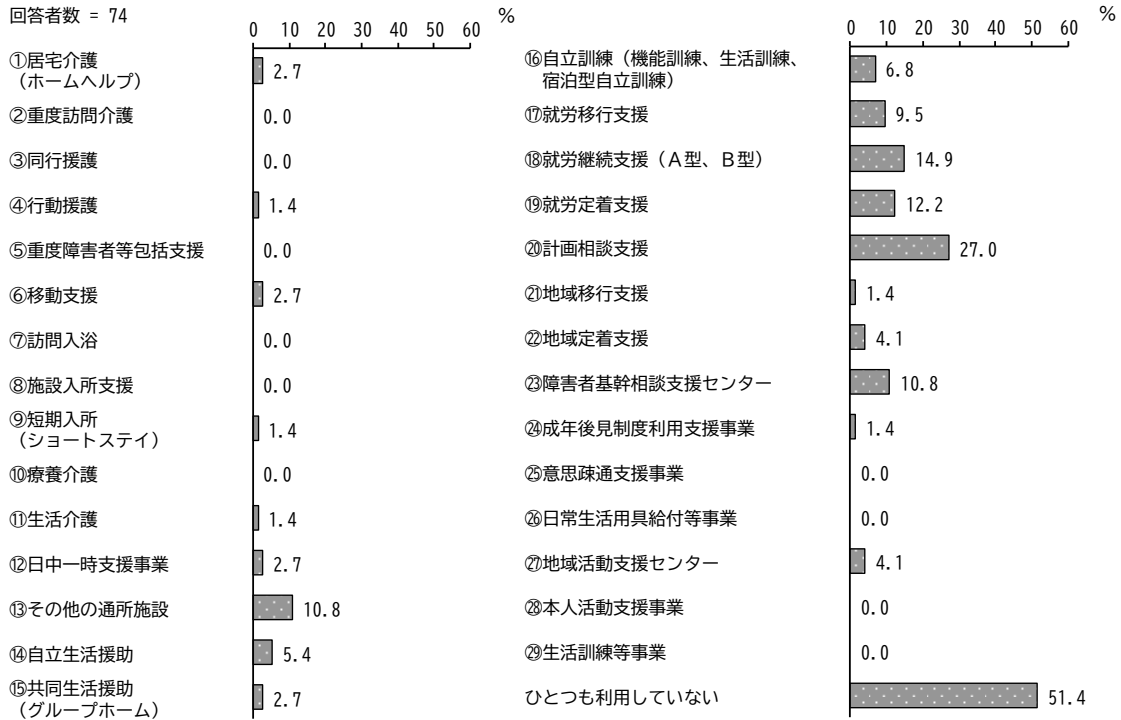 回答者数 = 74
%
0 10 20 30 40 50 60
①居宅介護
（ホームヘルプ）
2.7
②重度訪問介護
0.0
③同行援護
0.0
④行動援護
1.4
⑤重度障害者等包括支援
0.0
⑥移動支援
2.7
⑦訪問入浴
0.0
⑧施設入所支援
0.0
⑨短期入所
（ショートステイ）
1.4
⑩療養介護
0.0
⑪生活介護
1.4
⑫日中一時支援事業
2.7
⑬その他の通所施設
10.8
⑭自立生活援助
5.4
⑮共同生活援助
（グループホーム）
2.7
%
0 10 20 30 40 50 60
⑯自立訓練（機能訓練、生活訓練、
宿泊型自立訓練）
6.8
⑰就労移行支援
9.5
⑱就労継続支援（Ａ型、Ｂ型）
14.9
⑲就労定着支援
12.2
⑳計画相談支援
27.0
㉑地域移行支援
1.4
㉒地域定着支援
4.1
㉓障害者基幹相談支援センター
10.8
㉔成年後見制度利用支援事業
1.4
㉕意思疎通支援事業
0.0
㉖日常生活用具給付等事業
0.0
㉗地域活動支援センター
4.1
㉘本人活動支援事業
0.0
㉙生活訓練等事業
0.0
ひとつも利用していない
51.4